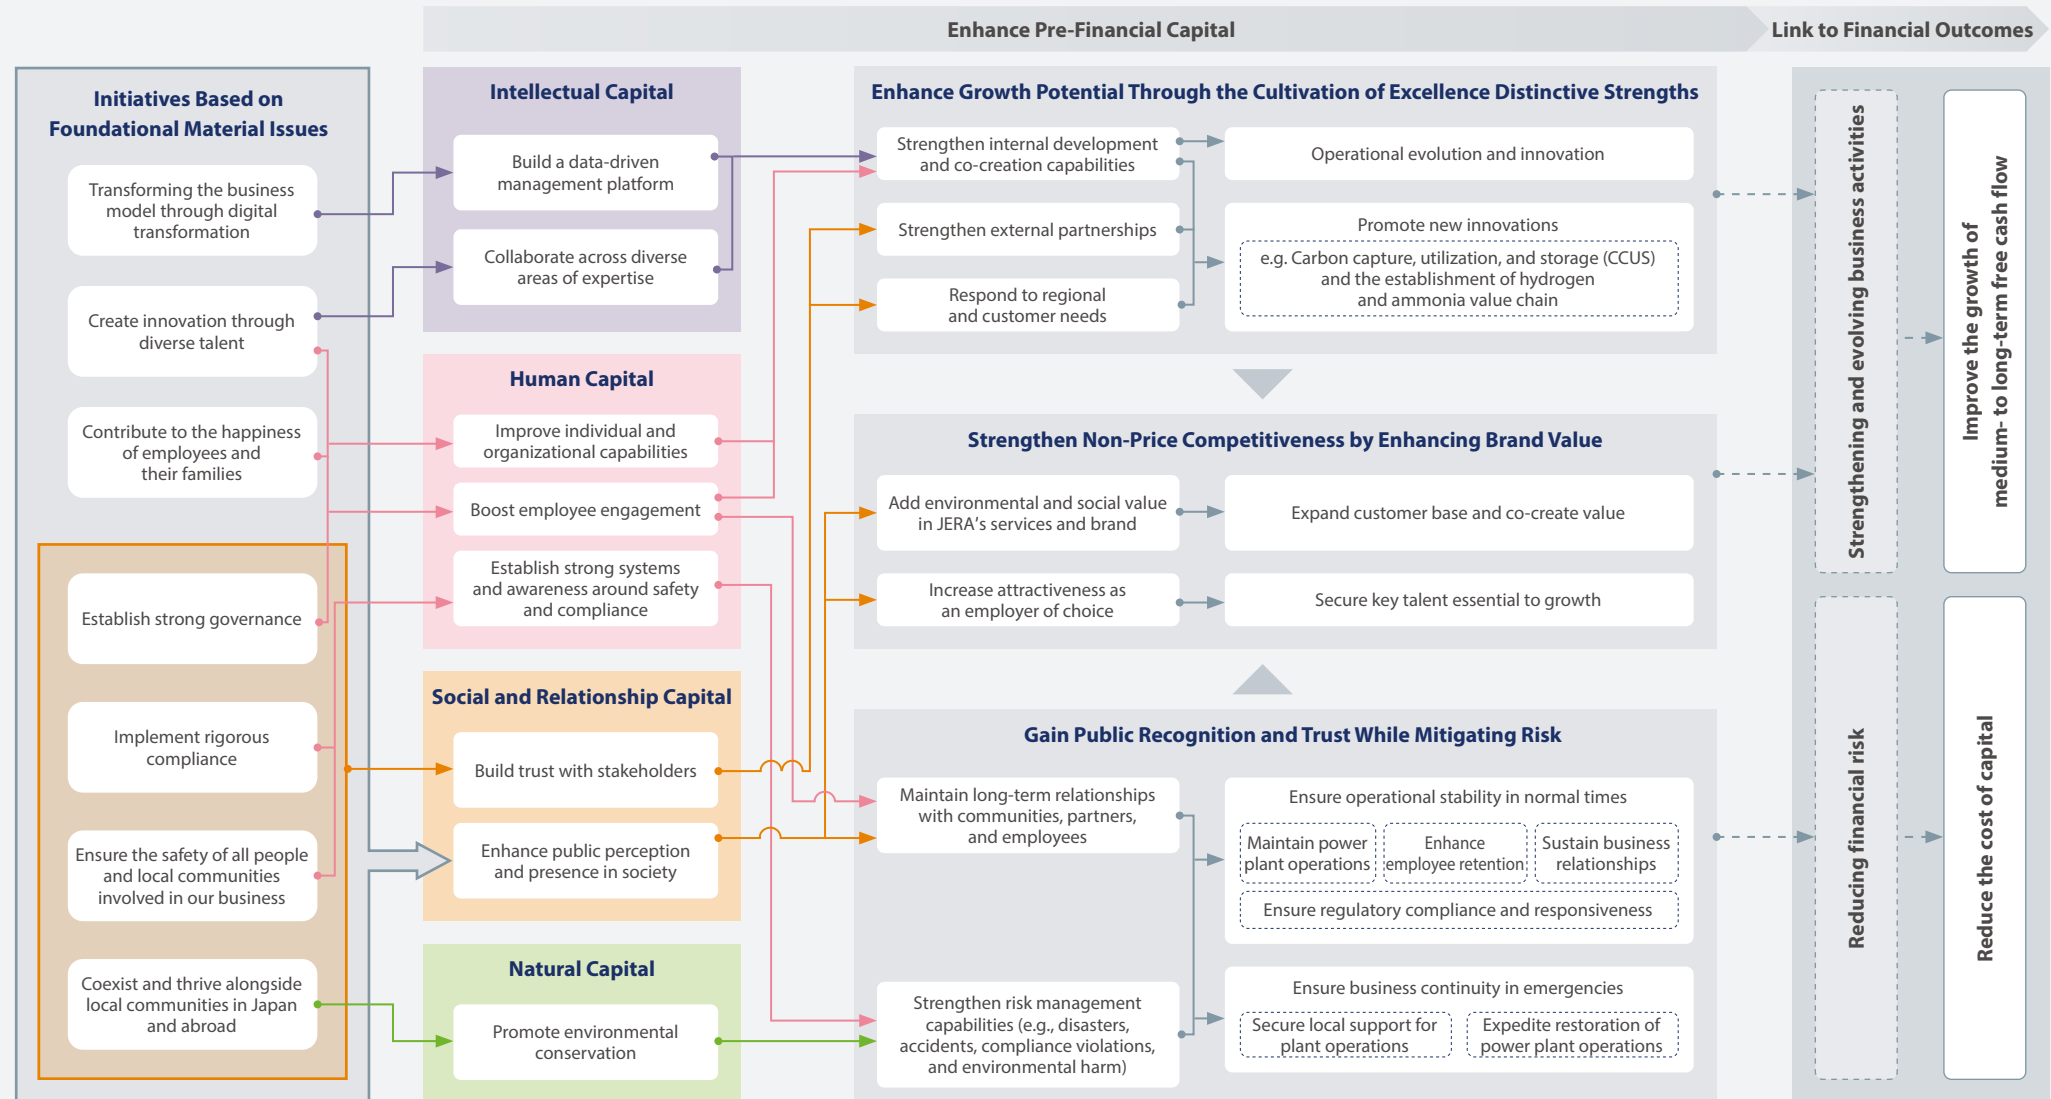 Enhance Pre-Financial Capital
Link to Financial Outcomes
Initiatives Based on
Foundational Material Issues
Transforming the business
model through digital
transformation
Create innovation through
diverse talent
Contribute to the happiness
of employees and
their families
Establish strong governance
Implement rigorous
compliance
Ensure the safety of all people
and local communities
involved in our business
Coexist and thrive alongside
local communities in Japan
and abroad
Intellectual Capital
Build a data-driven
management platform
Collaborate across diverse
areas of expertise
Human Capital
Improve individual and
organizational capabilities
Boost employee engagement
Establish strong systems
and awareness around safety
and compliance
Social and Relationship Capital
Build trust with stakeholders
Enhance public perception
and presence in society
Natural Capital
Promote environmental
conservation
Enhance Growth Potential Through the Cultivation of Excellence Distinctive Strengths
Strengthen internal development
and co-creation capabilities
Strengthen external partnerships
Respond to regional
and customer needs
Operational evolution and innovation
Promote new innovations
e.g. Carbon capture, utilization, and storage (CCUS)
and the establishment of hydrogen
and ammonia value chain
Strengthen Non-Price Competitiveness by Enhancing Brand Value
Add environmental and social value
in JERA's services and brand
Expand customer base and co-create value
Increase attractiveness as
an employer of choice
Secure key talent essential to growth
Gain Public Recognition and Trust While Mitigating Risk
Maintain long-term relationships
with communities, partners,
and employees
Strengthen risk management
capabilities (e.g., disasters,
accidents, compliance violations,
and environmental harm)
Ensure operational stability in normal times
Maintain power
plant operations
Enhance
employee retention
Sustain business
relationships
Ensure regulatory compliance and responsiveness
Ensure business continuity in emergencies
Secure local support for
plant operations
Expedite restoration of
power plant operations
Strengthening and evolving business activities
Improve the growth of
medium- to long-term free cash flow
Reducing financial risk
Reduce the cost of capital